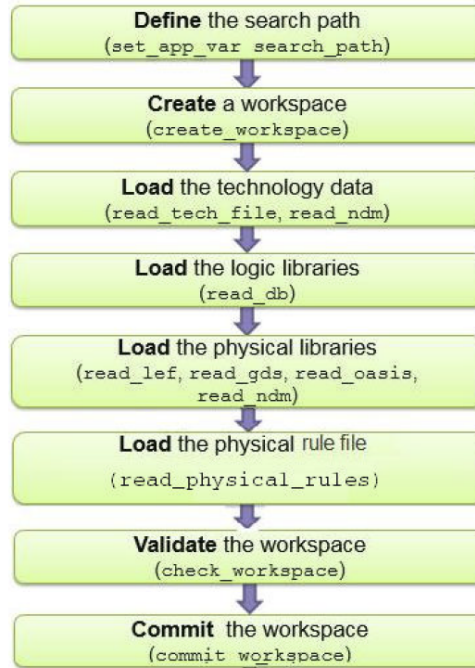 Define the search path
(set_app_var search_path)
Create a workspace
(create_workspace)
Load the technology data
(read_tech_file, read_ndm)
Load the logic libraries
(read_db)
Load the physical libraries
(read_lef, read_gds, read_oasis,
read_ndm)
Load the physical rule file
(read_physical_rules)
Validate the workspace
(check_workspace)
Commit the workspace
(commit_workspace)